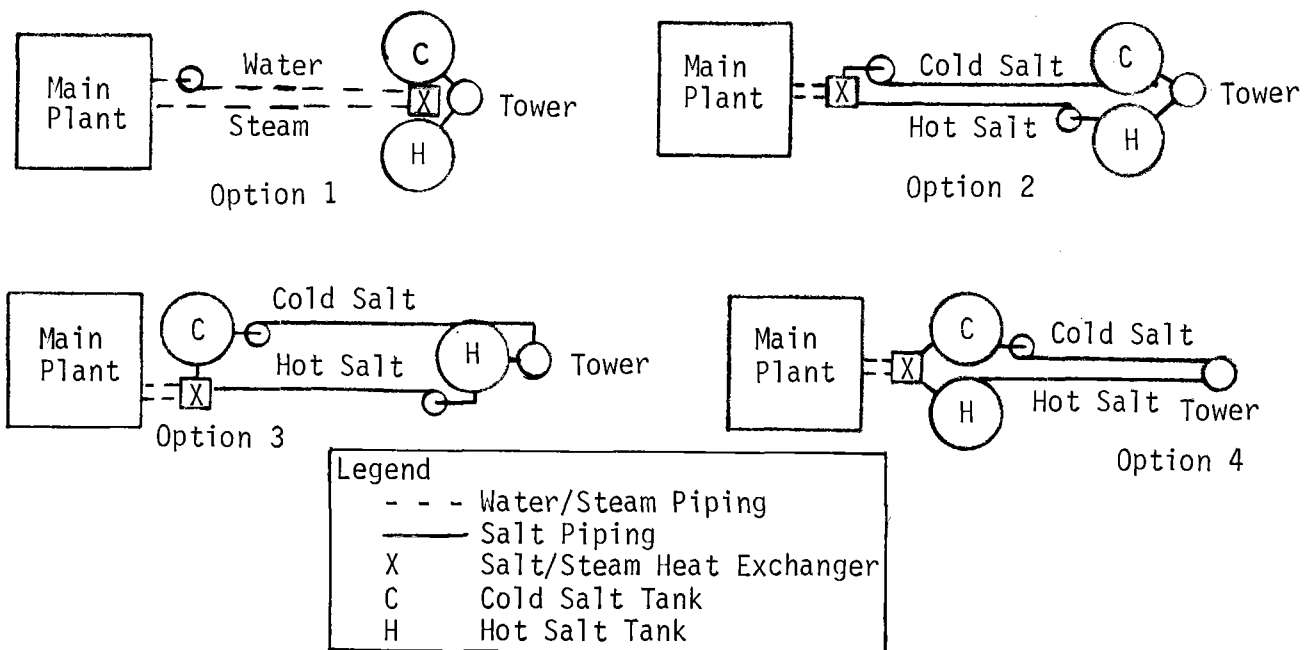 Main
Plant
Water
Steam
C
X
H
Tower
Option 1
Main
Plant
X
Cold Salt
Hot Salt
C
H
Tower
Option 2
Main
Plant
C
X
Cold Salt
Hot Salt
H
Tower
Option 3
Main
Plant
X
C
H
Cold Salt
Hot Salt
Tower
Option 4
Legend
Water/Steam Piping
Salt Piping
X Salt/Steam Heat Exchanger
C Cold Salt Tank
H Hot Salt Tank